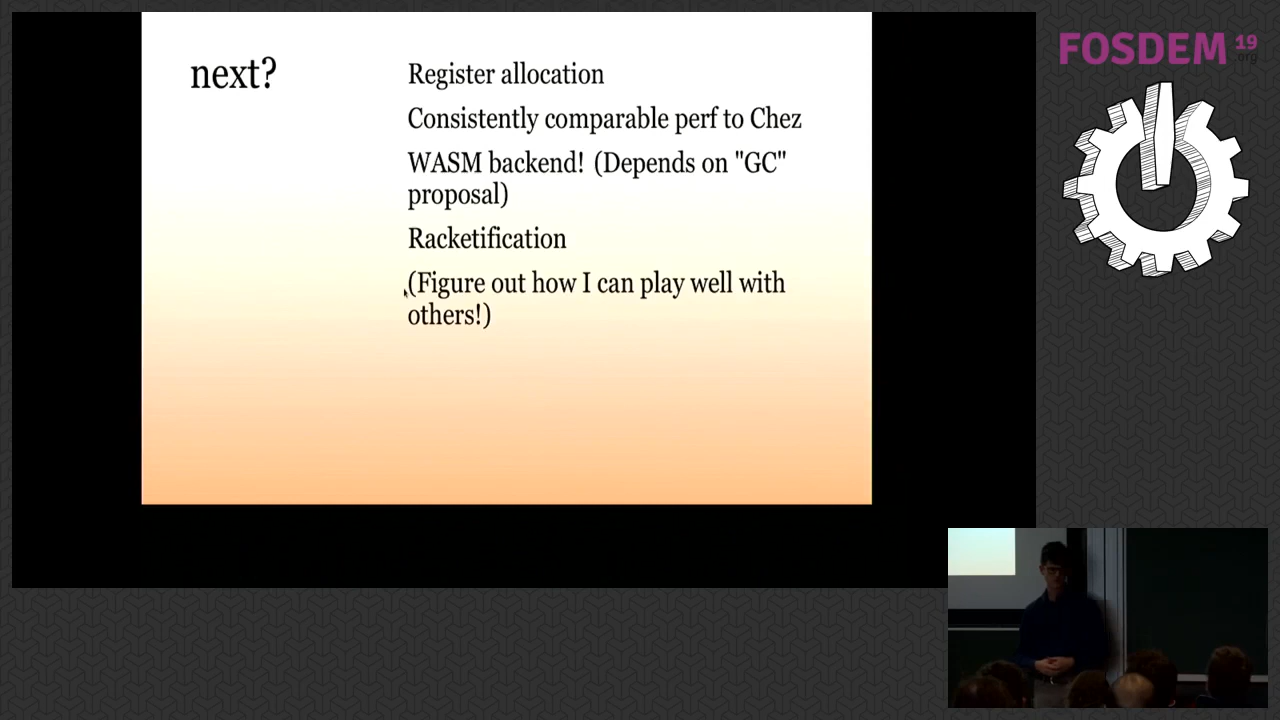 next?
Register allocation
Consistently comparable perf to Chez
WASM backend! (Depends on "GC"
proposal)
Racketification
(Figure out how I can play well with
others!)
FOSDEM 19
.org